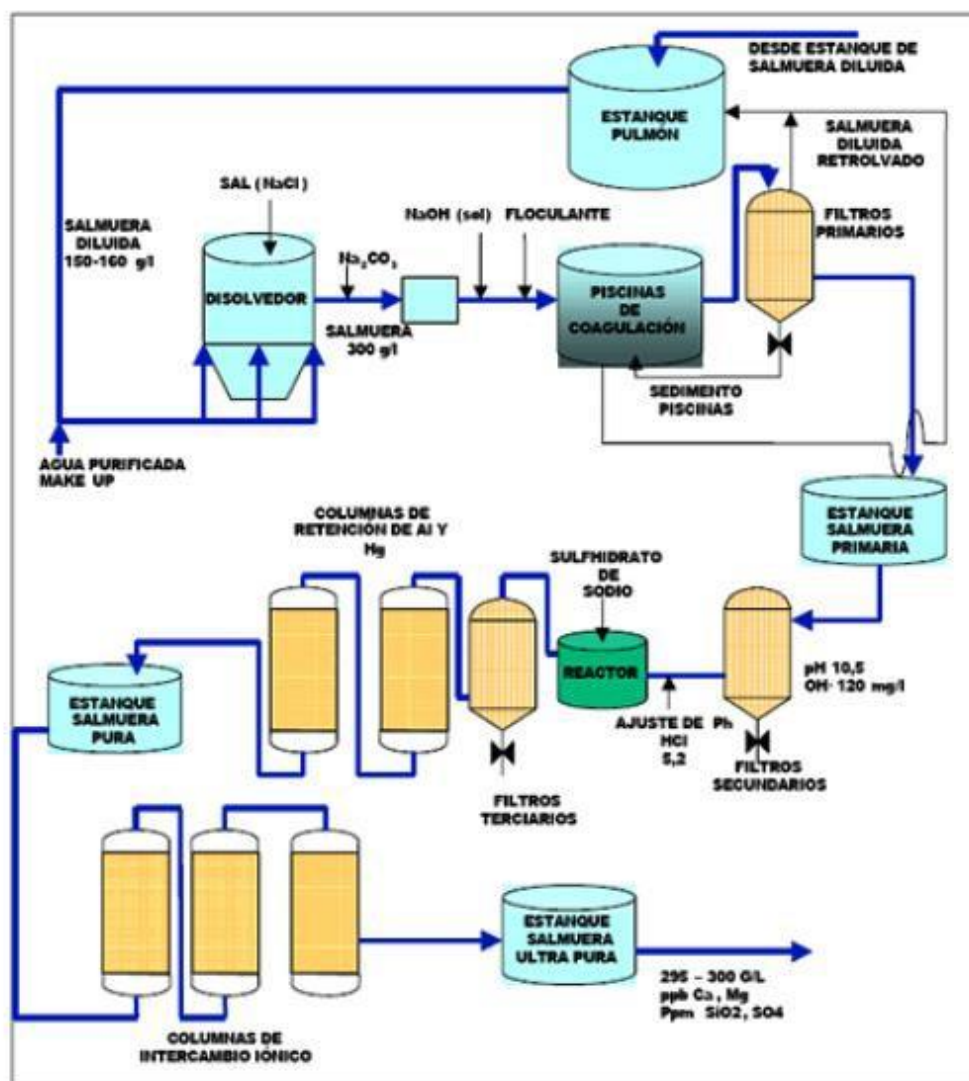 DESDE ESTANQUE DE
SALMUERA DILUIDA
ESTANQUE
PULMÓN
SALMUERA
DILUIDA
RETROLVADO
SAL (NaCl)
NaOH (sol)
FLOCULANTE
FILTROS
PRIMARIOS
SALMUERA
DILUIDA
150-160 g/l
Na2CO3
DISOLVEDOR
PISCINAS
DE
COAGULACIÓN
SALMUERA
300 g/l
SEDIMENTO
PISCINAS
AGUA PURIFICADA
MAKE UP
COLUMNAS DE
RETENCIÓN DE Al Y
Hg
ESTANQUE
SALMUERA
PRIMARIA
SULFHIDRATO
DE
SODIO
REACTOR
pH 10,5
OH- 120 mg/l
ESTANQUE
SALMUERA
PURA
AJUSTE DE Ph
HCl
5,2
FILTROS
SECUNDARIOS
FILTROS
TERCIARIOS
ESTANQUE
SALMUERA
ULTRA PURA
295 – 300 G/L
ppb Ca, Mg
Ppm SiO2, SO4
COLUMNAS DE
INTERCAMBIO IÓNICO